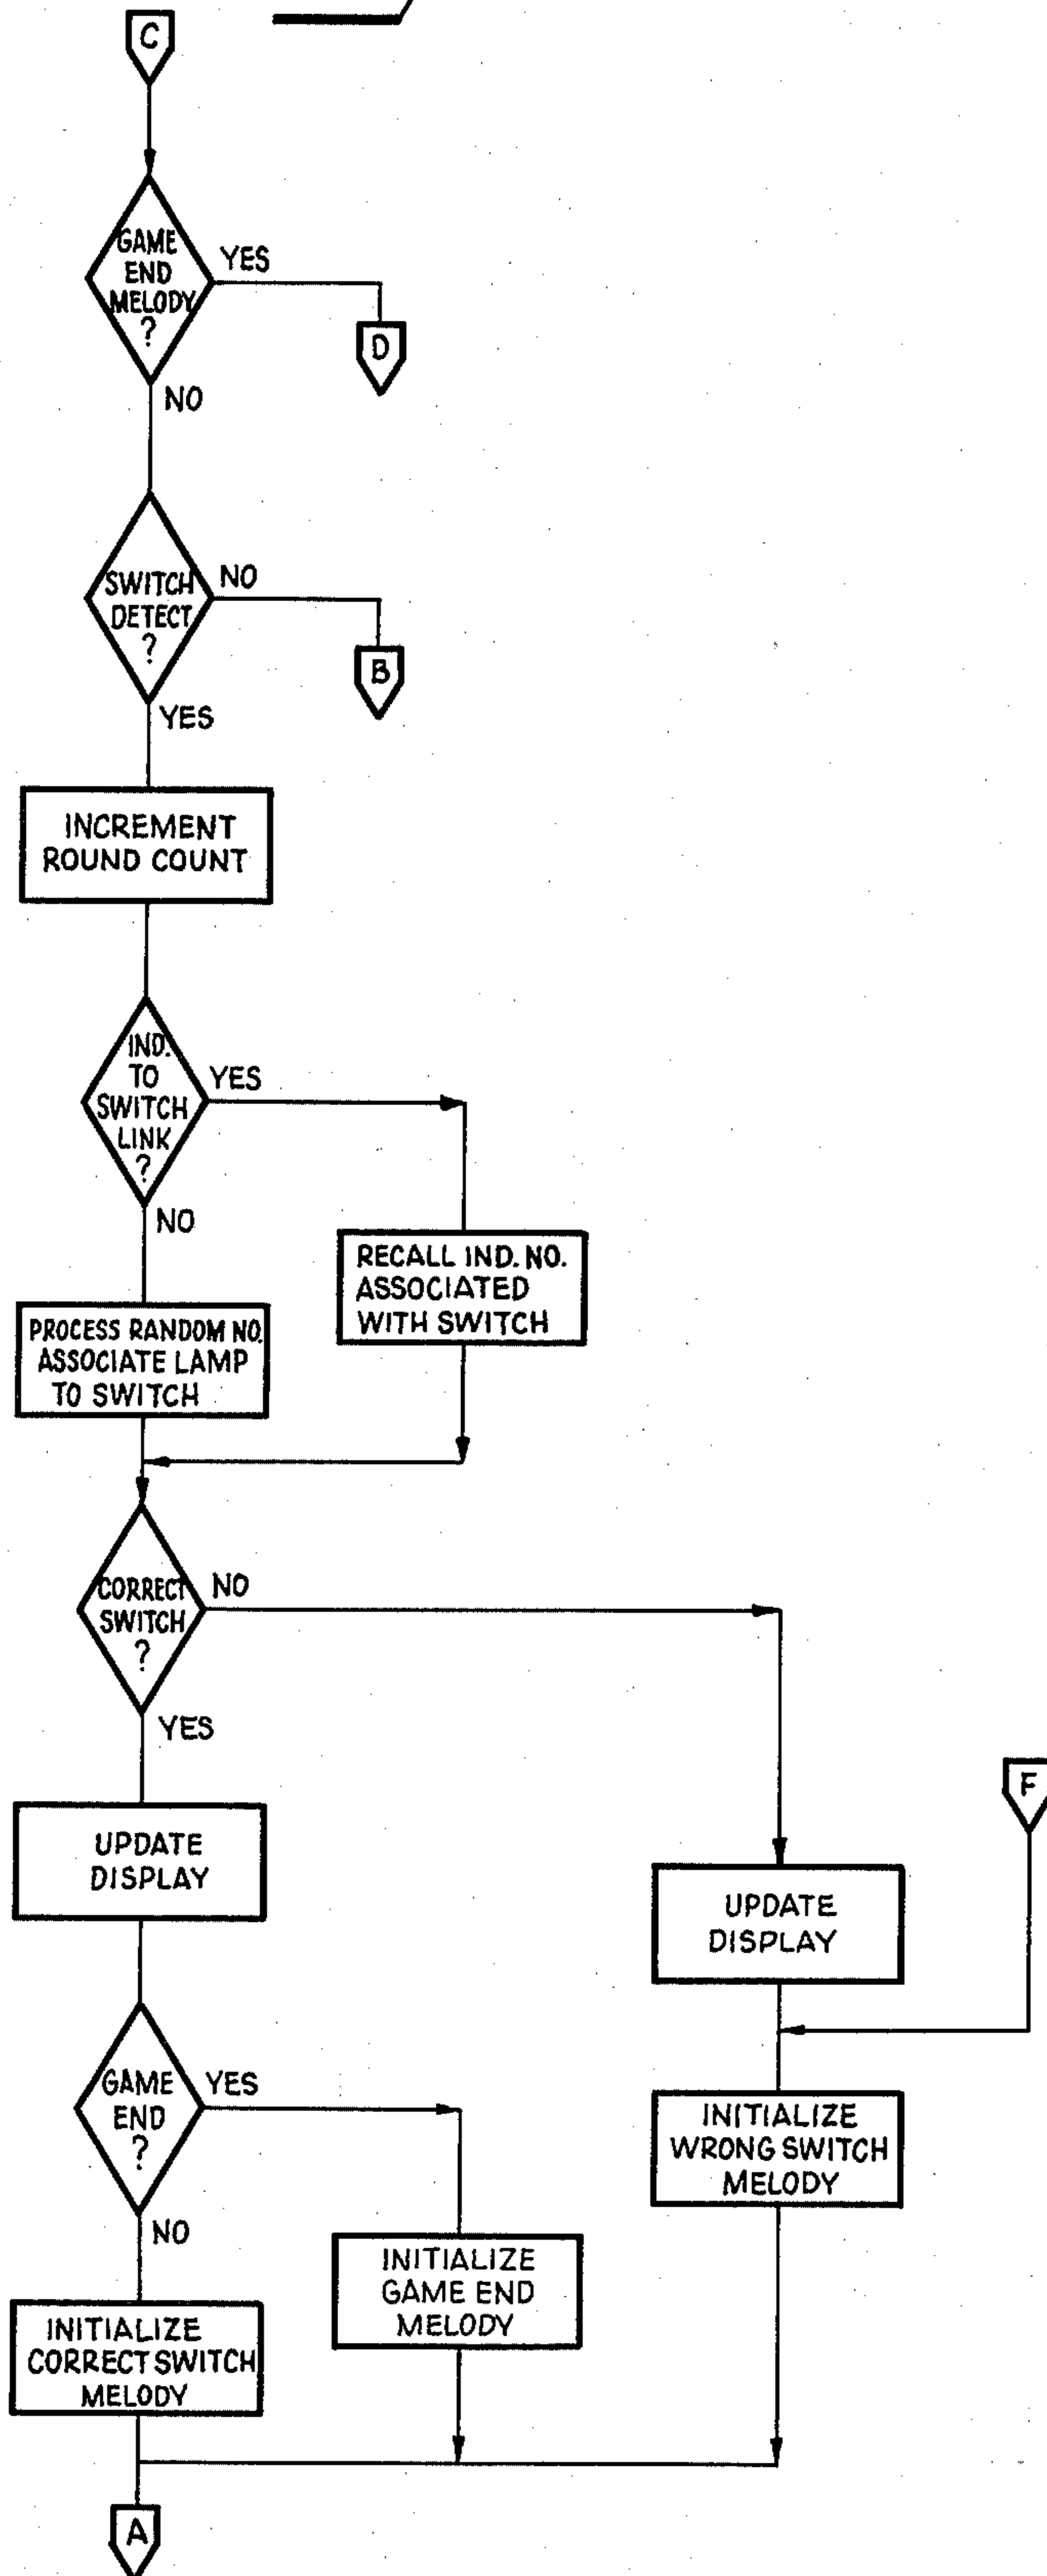 C
GAME
END
MELODY
?
YES
D
NO
SWITCH
DETECT
?
NO
B
YES
INCREMENT
ROUND COUNT
IND.
TO
SWITCH
LINK
?
YES
NO
RECALL IND. NO.
ASSOCIATED
WITH SWITCH
PROCESS RANDOM NO.
ASSOCIATE LAMP
TO SWITCH
CORRECT
SWITCH
?
NO
YES
F
UPDATE
DISPLAY
UPDATE
DISPLAY
GAME
END
?
YES
NO
INITIALIZE
WRONG SWITCH
MELODY
INITIALIZE
GAME END
MELODY
INITIALIZE
CORRECT SWITCH
MELODY
A